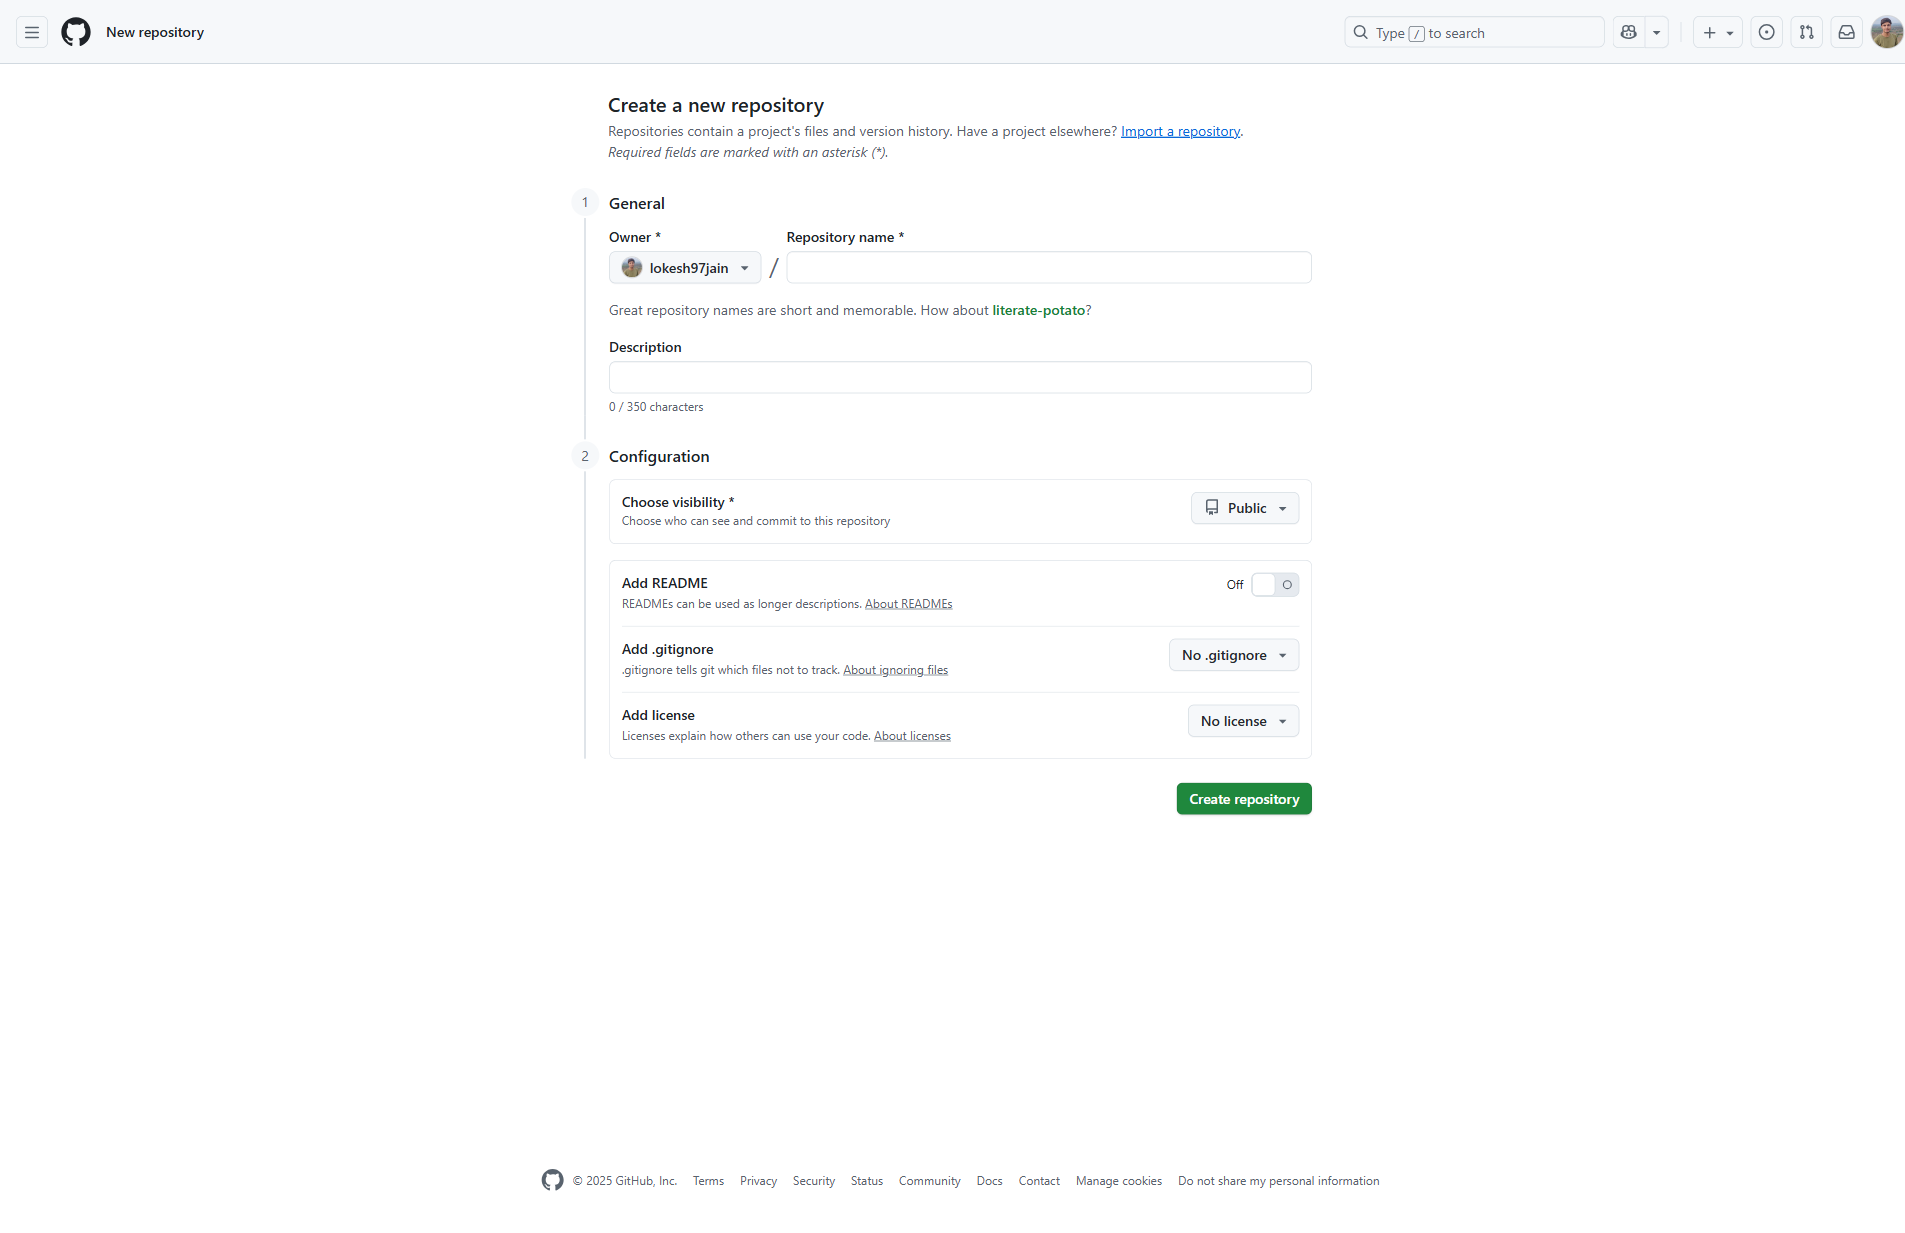 New repository
Type / to search
Create a new repository
Repositories contain a project's files and version history. Have a project elsewhere? Import a repository.
Required fields are marked with an asterisk (*).
1 General
Owner * Repository name *
lokesh97jain /
Great repository names are short and memorable. How about literate-potato?
Description
0 / 350 characters
2 Configuration
Choose visibility *
Choose who can see and commit to this repository
Public
Add README
READMEs can be used as longer descriptions. About READMEs
Off
Add .gitignore
.gitignore tells git which files not to track. About ignoring files
No .gitignore
Add license
Licenses explain how others can use your code. About licenses
No license
Create repository
© 2025 GitHub, Inc. Terms Privacy Security Status Community Docs Contact Manage cookies Do not share my personal information